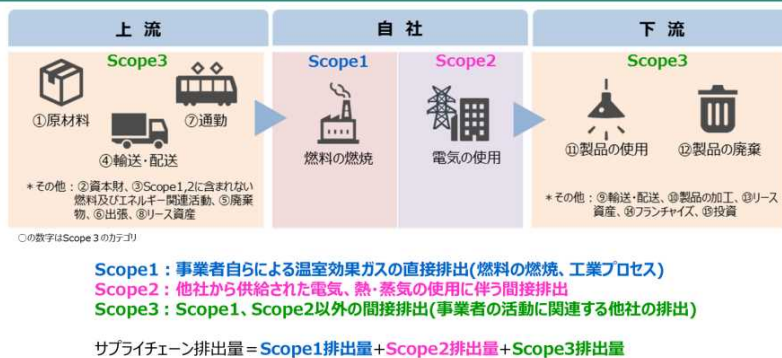 上 流
自 社
下 流
Scope3
①原材料
⑦通勤
④輸送・配送
*その他:②資本財、③Scope1,2に含まれない
燃料及びエネルギー関連活動、⑤廃棄
物、⑥出張、⑧リース資産
Scope1
燃料の燃焼
Scope2
電気の使用
Scope3
⑪製品の使用
⑫製品の廃棄
*その他:⑨輸送・配送、⑩製品の加工、⑬リース
資産、⑭フランチャイズ、⑮投資
○の数字はScope 3 のカテゴリ
Scope1:事業者自らによる温室効果ガスの直接排出(燃料の燃焼、工業プロセス)
Scope2:他社から供給された電気、熱・蒸気の使用に伴う間接排出
Scope3:Scope1、Scope2以外の間接排出(事業者の活動に関連する他社の排出)
サプライチェーン排出量=Scope1排出量+Scope2排出量+Scope3排出量